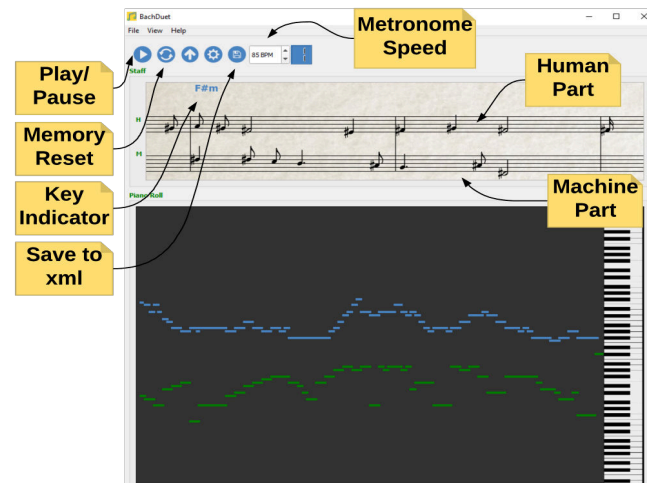 BachDuet
File View Help
85 BPM
Metronome
Speed
Play/
Pause
Staff
F#m
Human
Part
H
Memory
Reset
M
Key
Indicator
Machine
Part
Piano Roll
Save to
xml